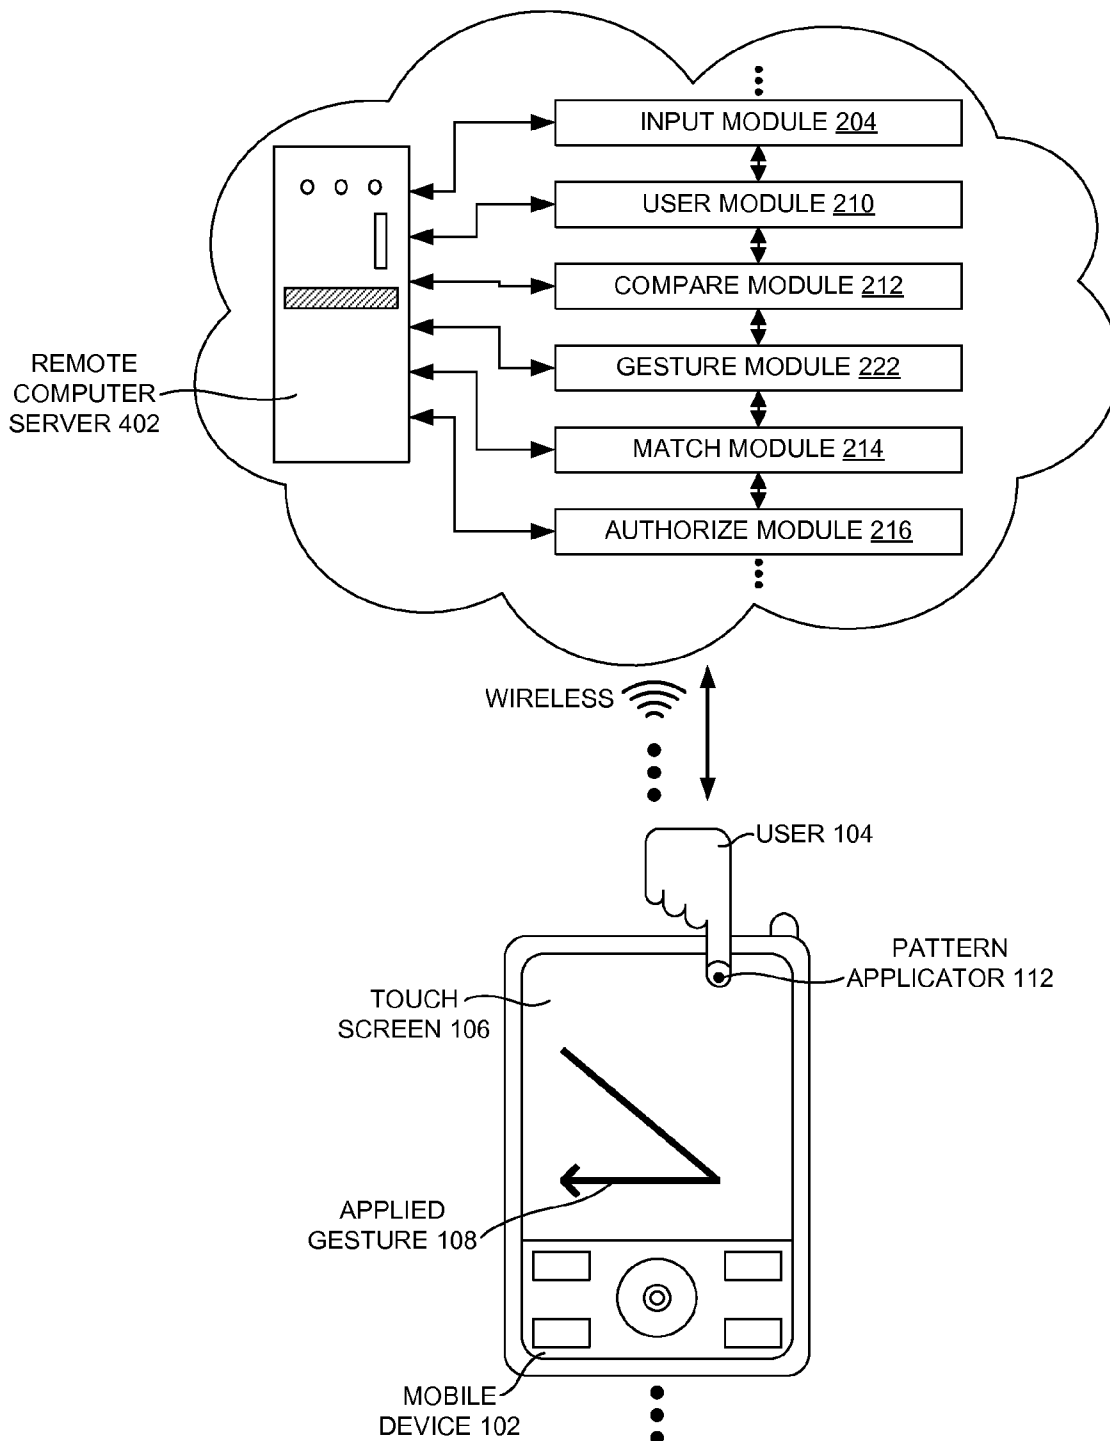 INPUT MODULE 204
USER MODULE 210
COMPARE MODULE 212
GESTURE MODULE 222
MATCH MODULE 214
AUTHORIZE MODULE 216
REMOTE
COMPUTER
SERVER 402
WIRELESS
USER 104
PATTERN
APPLICATOR 112
TOUCH
SCREEN 106
APPLIED
GESTURE 108
MOBILE
DEVICE 102